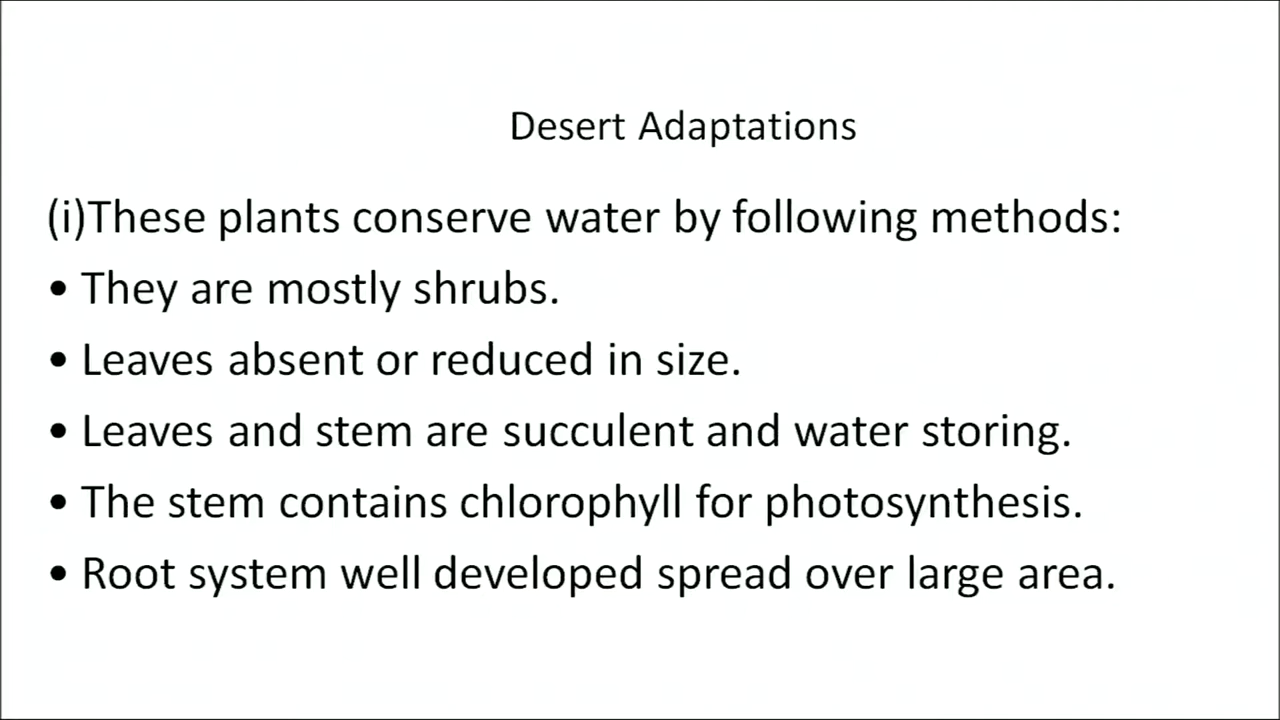 Desert Adaptations
(i)These plants conserve water by following methods:
• They are mostly shrubs.
• Leaves absent or reduced in size.
• Leaves and stem are succulent and water storing.
• The stem contains chlorophyll for photosynthesis.
• Root system well developed spread over large area.